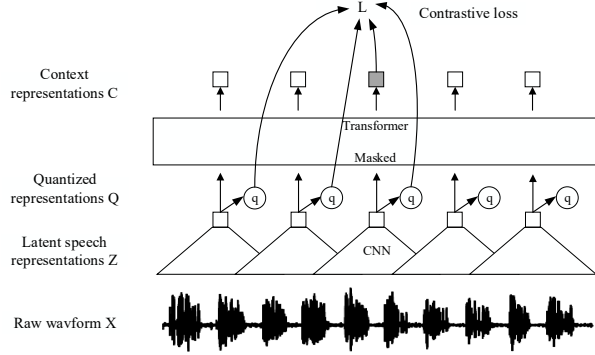 L
Contrastive loss
Context
representations C
Transformer
Masked
Quantized
representations Q
q q q q q
Latent speech
representations Z
CNN
Raw wavform X